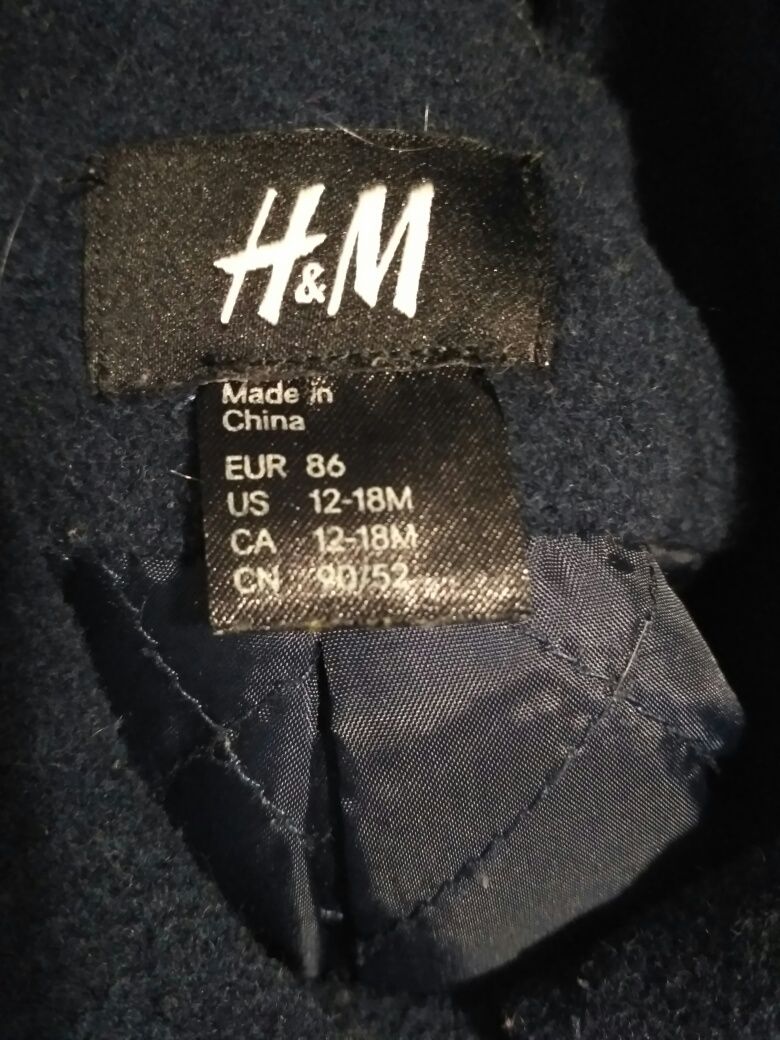 H&M
Made in
China
EUR 86
US 12-18M
CA 12-18M
CN 90/52